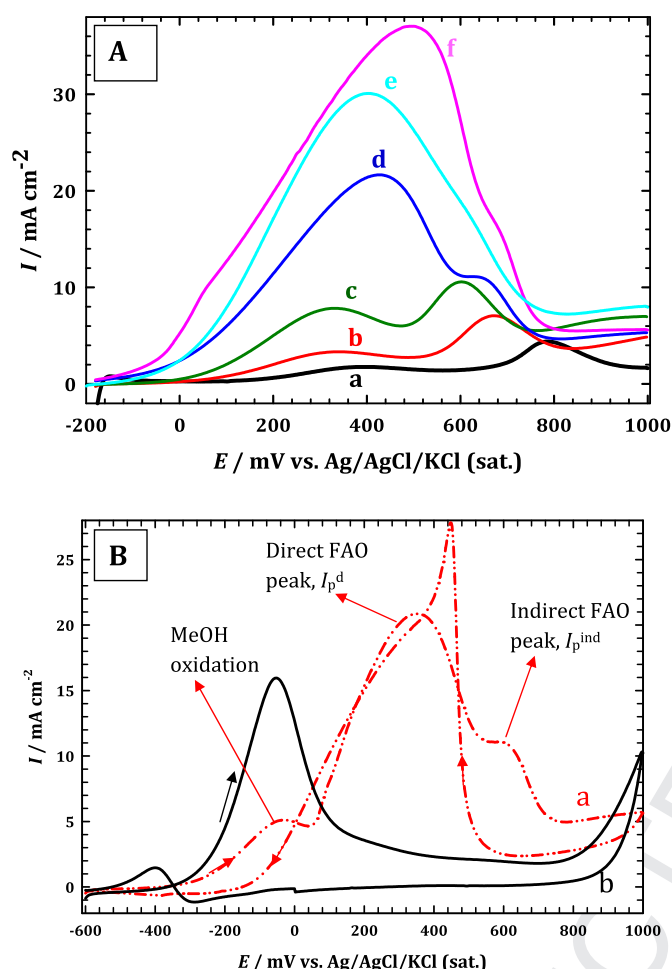 A
f
e
d
c
b
a
30
20
10
0
I / mA cm-2
-200 0 200 400 600 800 1000
E / mV vs. Ag/AgCl/KCl (sat.)
B
Direct FAO
peak, Ipd
Indirect FAO
peak, Ipind
MeOH
oxidation
a
b
25
20
15
10
5
0
I / mA cm-2
-600 -400 -200 0 200 400 600 800 1000
E / mV vs. Ag/AgCl/KCl (sat.)